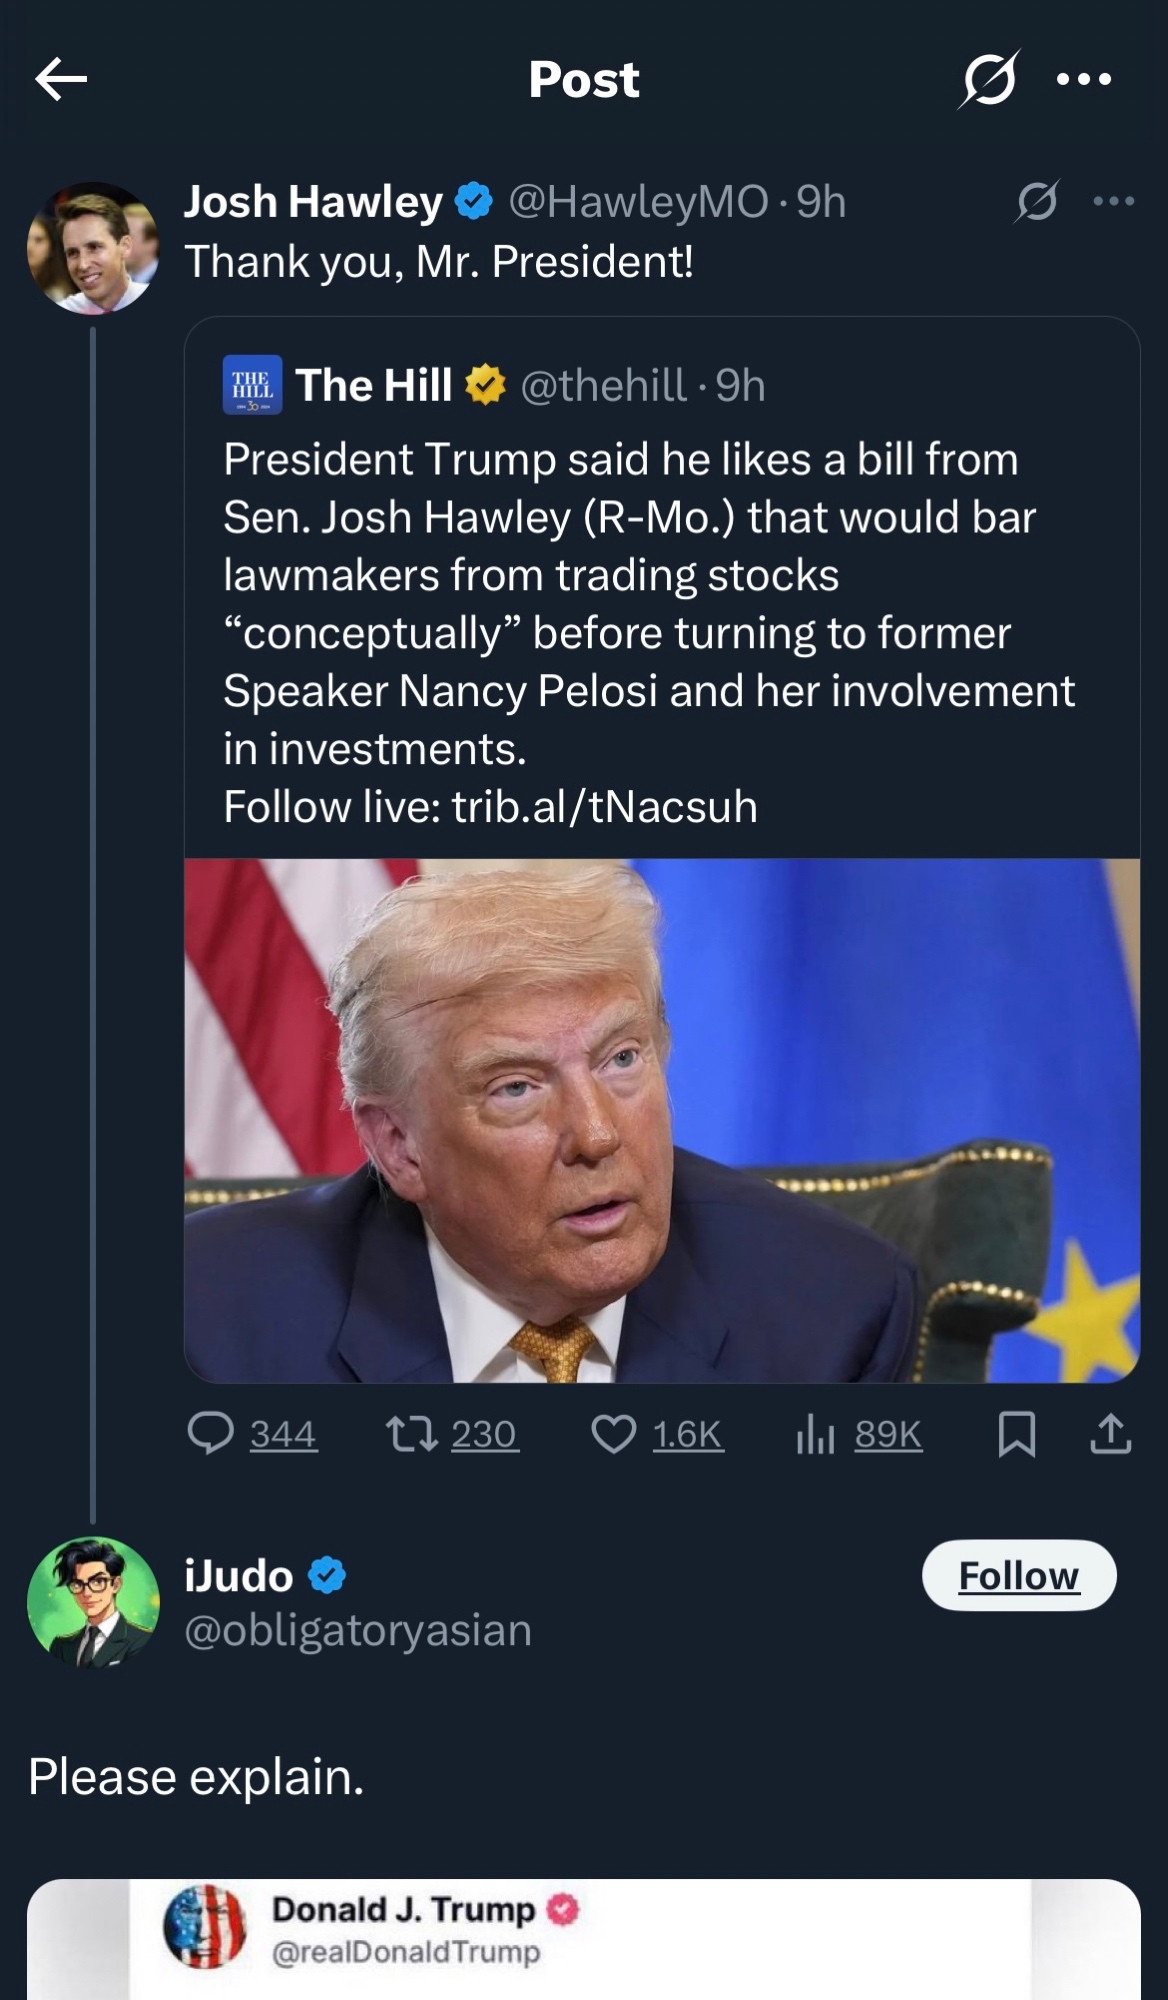 Post
Josh Hawley @HawleyMO · 9h
Thank you, Mr. President!
THE
HILL
The Hill @thehill · 9h
President Trump said he likes a bill from
Sen. Josh Hawley (R-Mo.) that would bar
lawmakers from trading stocks
“conceptually” before turning to former
Speaker Nancy Pelosi and her involvement
in investments.
Follow live: trib.al/tNacsuh
344 230 1.6K 89K
iJudo
@obligatoryasian
Follow
Please explain.
Donald J. Trump
@realDonaldTrump